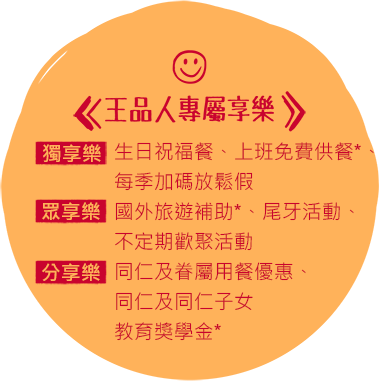 王品人專屬享樂
獨享樂 生日祝福餐、上班免費供餐*、
每季加碼放鬆假
眾享樂 國外旅遊補助*、尾牙活動、
不定期歡聚活動
分享樂 同仁及眷屬用餐優惠、
同仁及同仁子女
教育獎學金*